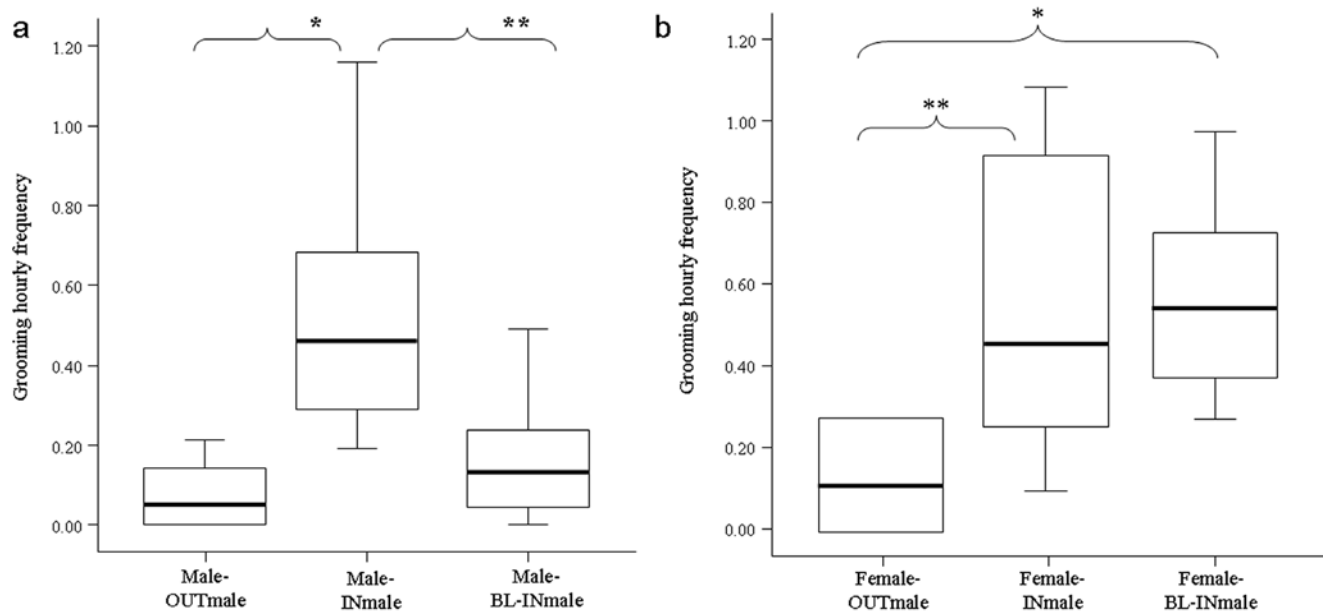 a
* **
1.20
1.00
0.80
0.60
0.40
0.20
0.00
Grooming hourly frequency
Male-
OUTmale
Male-
INmale
Male-
BL-INmale
b
*
**
1.20
1.00
0.80
0.60
0.40
0.20
0.00
Grooming hourly frequency
Female-
OUTmale
Female-
INmale
Female-
BL-INmale